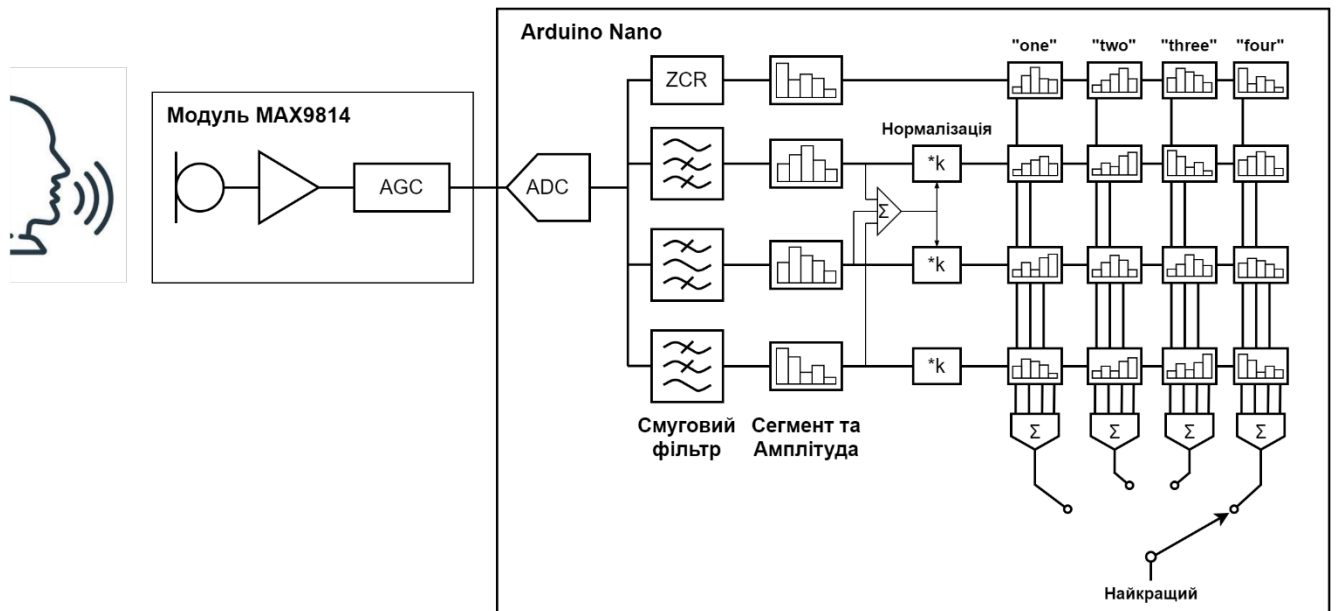 Arduino Nano
"one" "two" "three" "four"
ZCR
Модуль MAX9814
Нормалізація
AGC
ADC
*k
Σ
*k
*k
Смуговий
фільтр
Сегмент та
Амплітуда
Σ Σ Σ Σ
Найкращий